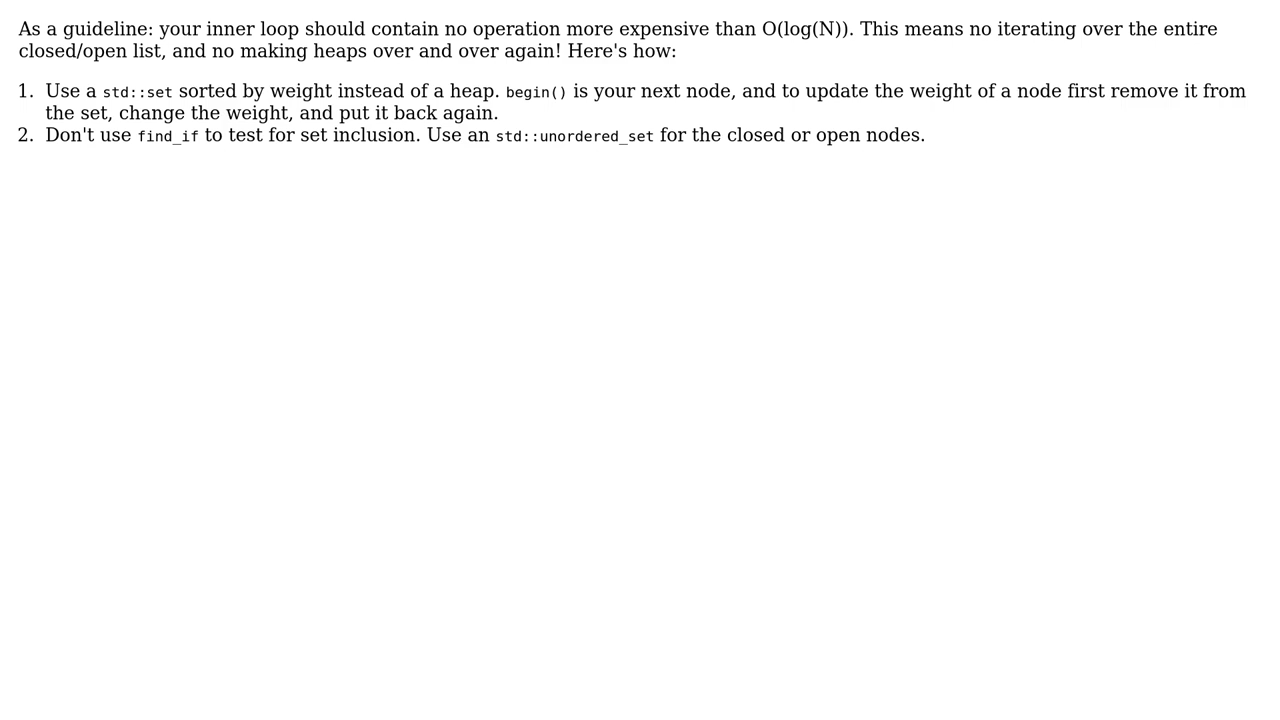 As a guideline: your inner loop should contain no operation more expensive than O(log(N)). This means no iterating over the entire
closed/open list, and no making heaps over and over again! Here's how:
1. Use a std::set sorted by weight instead of a heap. begin() is your next node, and to update the weight of a node first remove it from
the set, change the weight, and put it back again.
2. Don't use find_if to test for set inclusion. Use an std::unordered_set for the closed or open nodes.